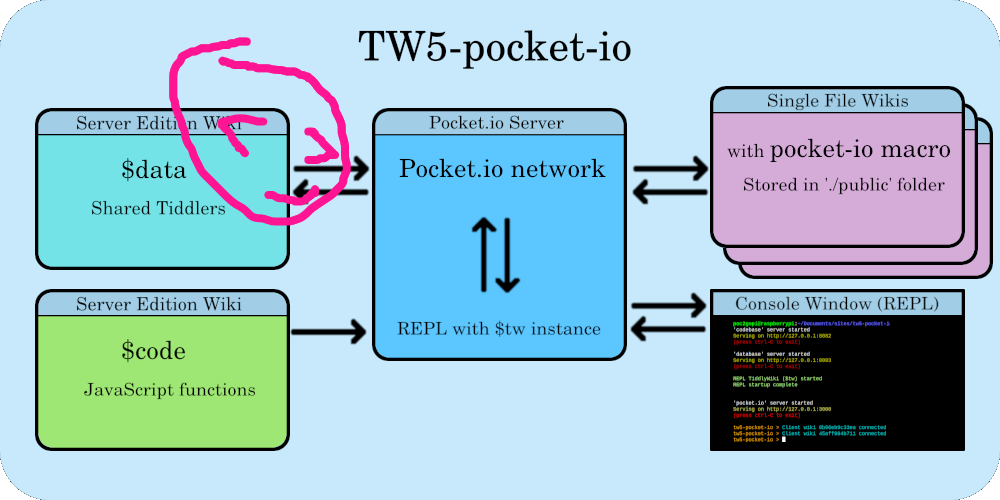 TW5-pocket-io
Server Edition Wiki
$data
Shared Tiddlers
Server Edition Wiki
$code
JavaScript functions
Pocket.io Server
Pocket.io network
REPL with $tw instance
Single File Wikis
with pocket-io macro
Stored in './public' folder
Console Window (REPL)
poc2go@raspberrypi:~/Documents/sites/tw5-pocket-i
'codebase' server started
Serving on http://127.0.0.1:8082
(press ctrl-C to exit)
'database' server started
Serving on http://127.0.0.1:8083
(press ctrl-C to exit)
REPL TiddlyWiki ($tw) started
REPL startup complete
'pocket.io' server started
Serving on http://127.0.0.1:3000
(press ctrl-C to exit)
tw5-pocket-io > Client wiki connected
tw5-pocket-io > Client wiki connected
tw5-pocket-io >